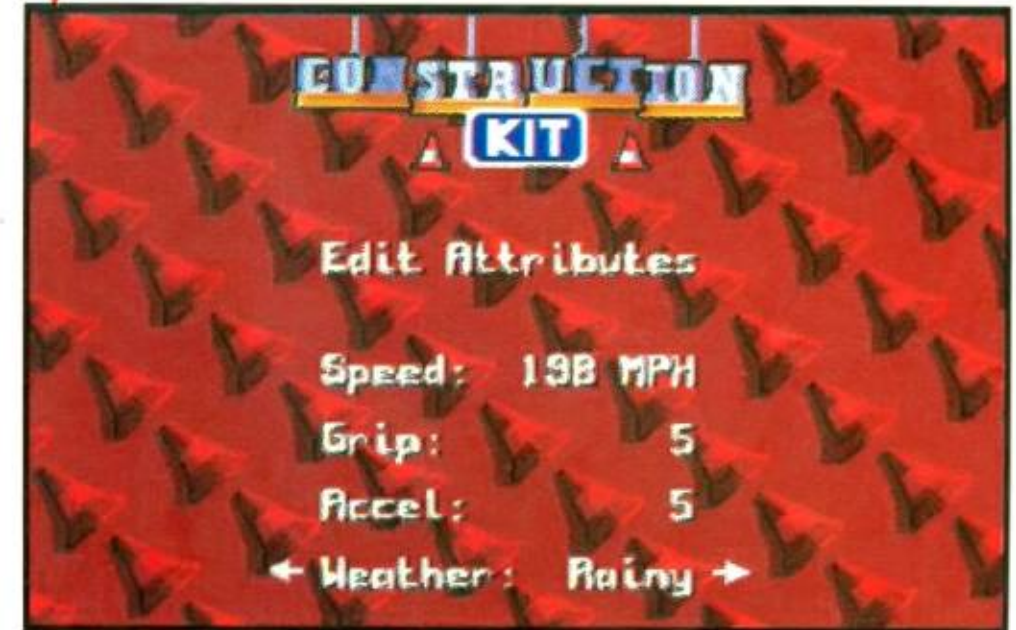 CONSTRUCTION
KIT
Edit Attributes
Speed: 198 MPH
Grip: 5
Accel: 5
Weather: Rainy